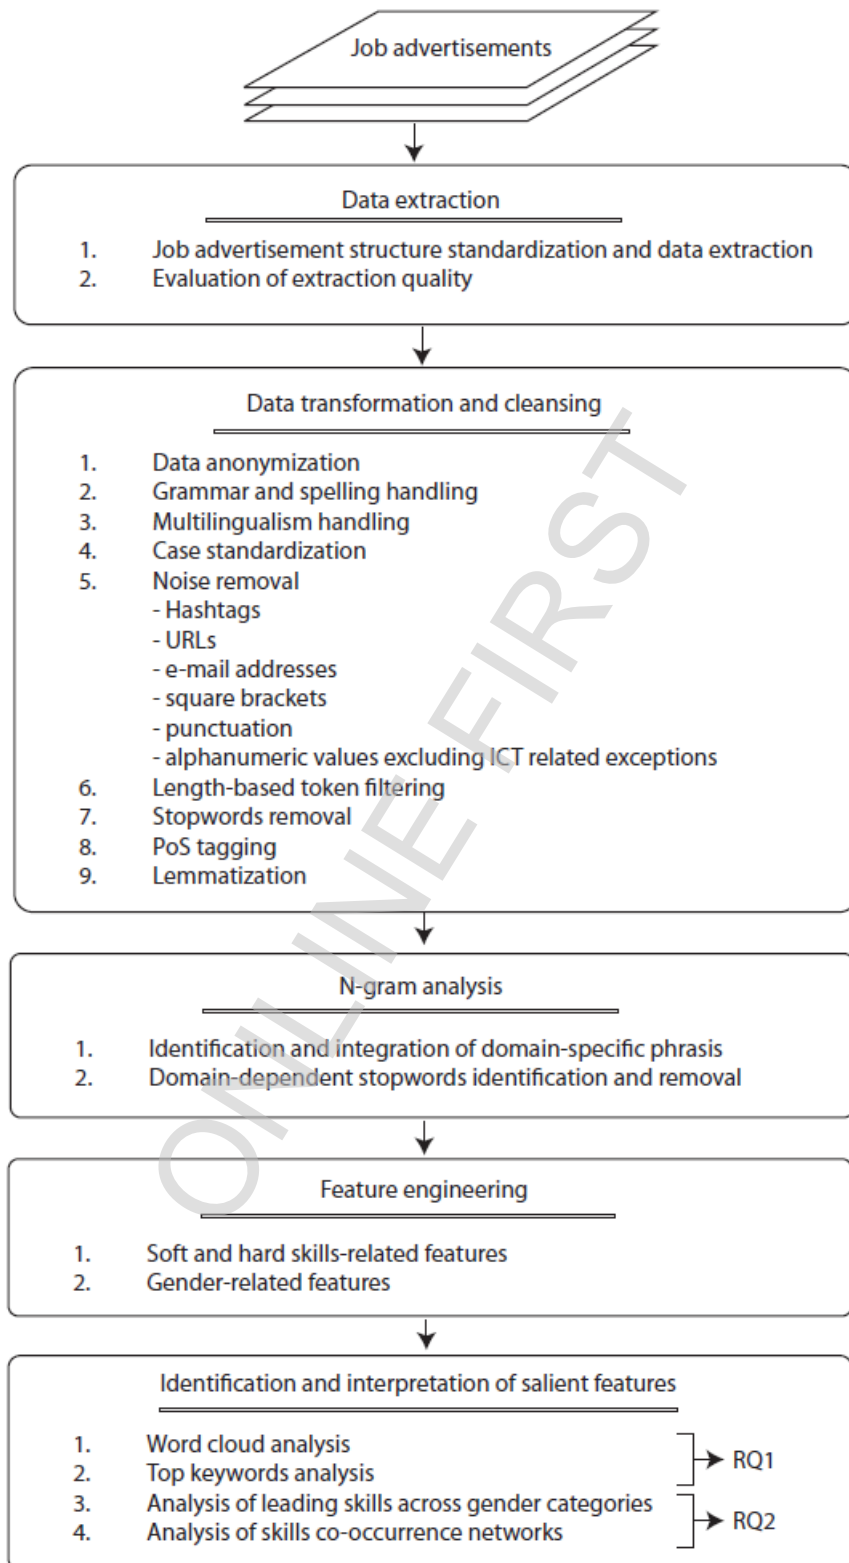 Job advertisements
Data extraction
1. Job advertisement structure standardization and data extraction
2. Evaluation of extraction quality
Data transformation and cleansing
1. Data anonymization
2. Grammar and spelling handling
3. Multilingualism handling
4. Case standardization
5. Noise removal
- Hashtags
- URLs
- e-mail addresses
- square brackets
- punctuation
- alphanumeric values excluding ICT related exceptions
6. Length-based token filtering
7. Stopwords removal
8. PoS tagging
9. Lemmatization
N-gram analysis
1. Identification and integration of domain-specific phrasis
2. Domain-dependent stopwords identification and removal
Feature engineering
1. Soft and hard skills-related features
2. Gender-related features
Identification and interpretation of salient features
1. Word cloud analysis
2. Top keywords analysis
RQ1
3. Analysis of leading skills across gender categories
4. Analysis of skills co-occurrence networks
RQ2
ONLINE FIRST